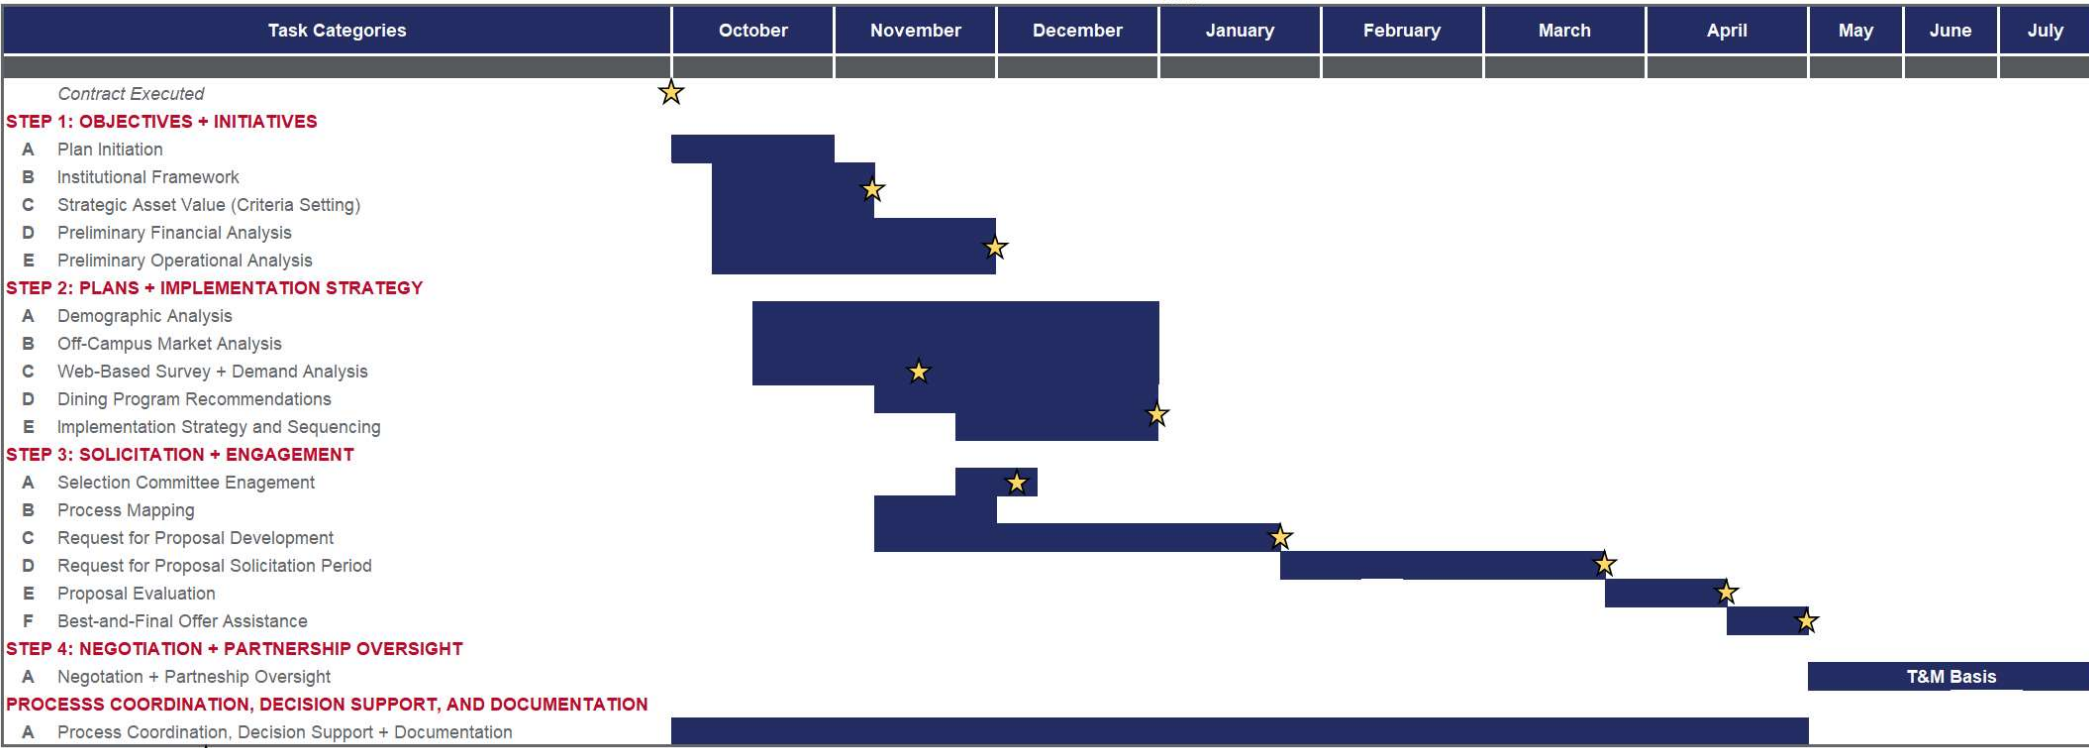 Task Categories October November December January February March April May June July
Contract Executed
STEP 1: OBJECTIVES + INITIATIVES
A Plan Initiation
B Institutional Framework
C Strategic Asset Value (Criteria Setting)
D Preliminary Financial Analysis
E Preliminary Operational Analysis
STEP 2: PLANS + IMPLEMENTATION STRATEGY
A Demographic Analysis
B Off-Campus Market Analysis
C Web-Based Survey + Demand Analysis
D Dining Program Recommendations
E Implementation Strategy and Sequencing
STEP 3: SOLICITATION + ENGAGEMENT
A Selection Committee Enagement
B Process Mapping
C Request for Proposal Development
D Request for Proposal Solicitation Period
E Proposal Evaluation
F Best-and-Final Offer Assistance
STEP 4: NEGOTIATION + PARTNERSHIP OVERSIGHT
A Negotation + Partneship Oversight T&M Basis
PROCESSS COORDINATION, DECISION SUPPORT, AND DOCUMENTATION
A Process Coordination, Decision Support + Documentation